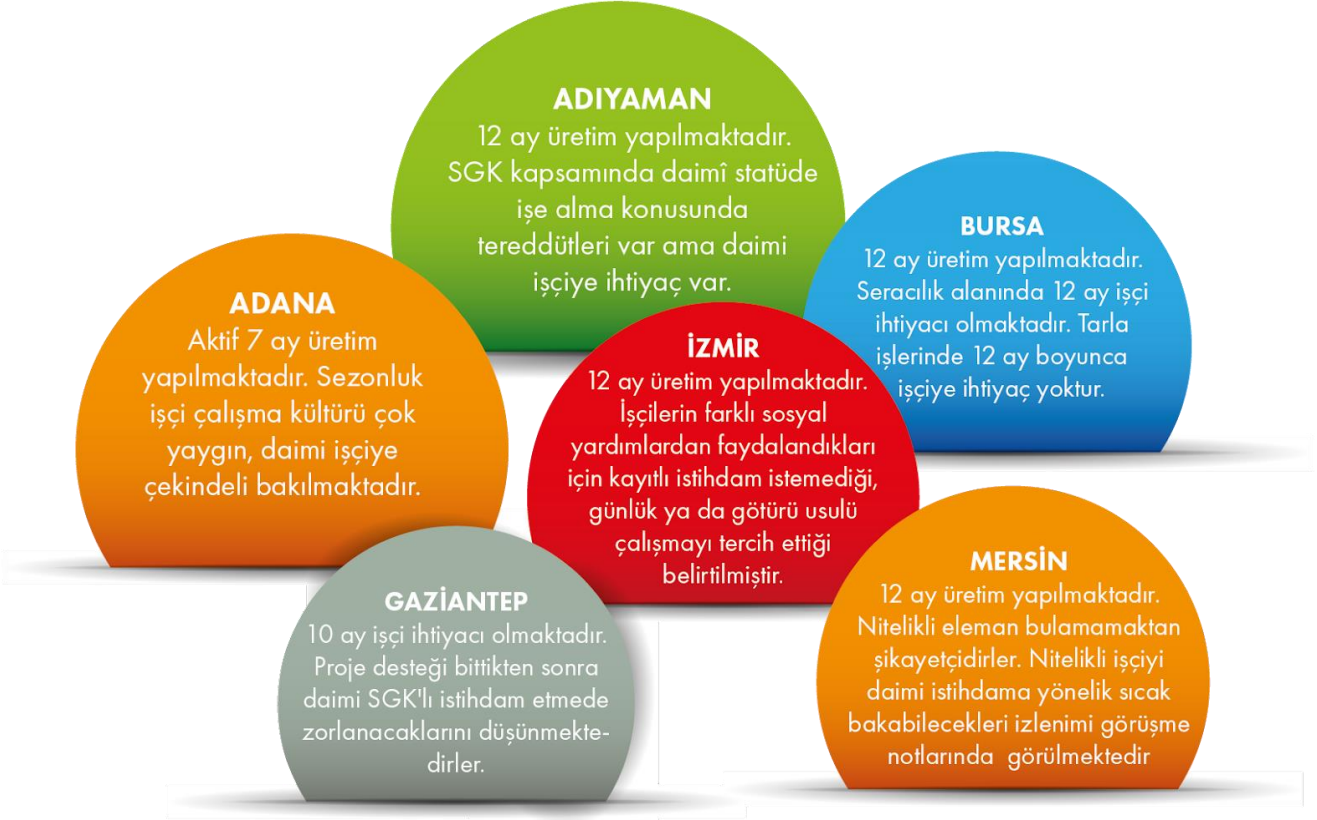 ADIYAMAN
12 ay üretim yapılmaktadır.
SGK kapsamında daimî statüde
işe alma konusunda
tereddütleri var ama daimi
işçiye ihtiyaç var.
BURSA
12 ay üretim yapılmaktadır.
Seracılık alanında 12 ay işçi
ihtiyacı olmaktadır. Tarla
işlerinde 12 ay boyunca
işçiye ihtiyaç yoktur.
ADANA
Aktif 7 ay üretim
yapılmaktadır. Sezonluk
işçi çalışma kültürü çok
yaygın, daimi işçiye
çekindeli bakılmaktadır.
İZMİR
12 ay üretim yapılmaktadır.
İşçilerin farklı sosyal
yardımlardan faydalandıkları
için kayıtlı istihdam istemediği,
günlük ya da götürü usulü
çalışmayı tercih ettiği
belirtilmiştir.
GAZİANTEP
10 ay işçi ihtiyacı olmaktadır.
Proje desteği bittikten sonra
daimi SGK'lı istihdam etmede
zorlanacaklarını düşünmekte-
dirler.
MERSİN
12 ay üretim yapılmaktadır.
Nitelikli eleman bulamamaktan
şikayetçidirler. Nitelikli işçiyi
daimi istihdama yönelik sıcak
bakabilecekleri izlenimi görüşme
notlarında görülmektedir